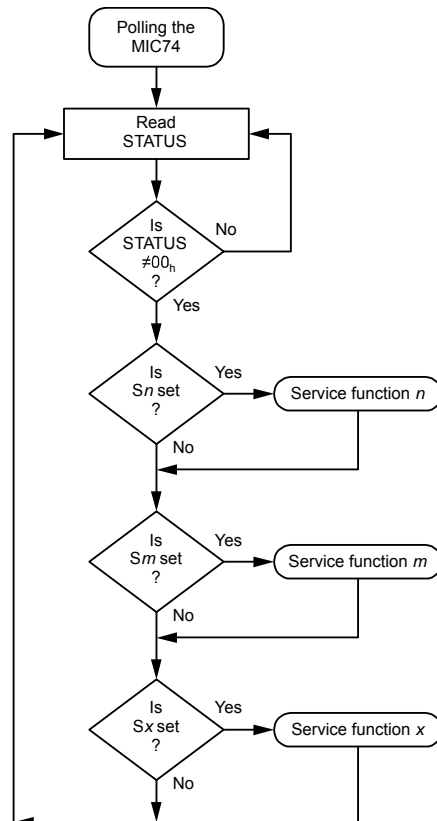 Polling the
MIC74
Read
STATUS
Is
STATUS
≠00h
?
No
Yes
Is
Sn set
?
Yes
Service function n
No
Is
Sm set
?
Yes
Service function m
No
Is
Sx set
?
Yes
Service function x
No